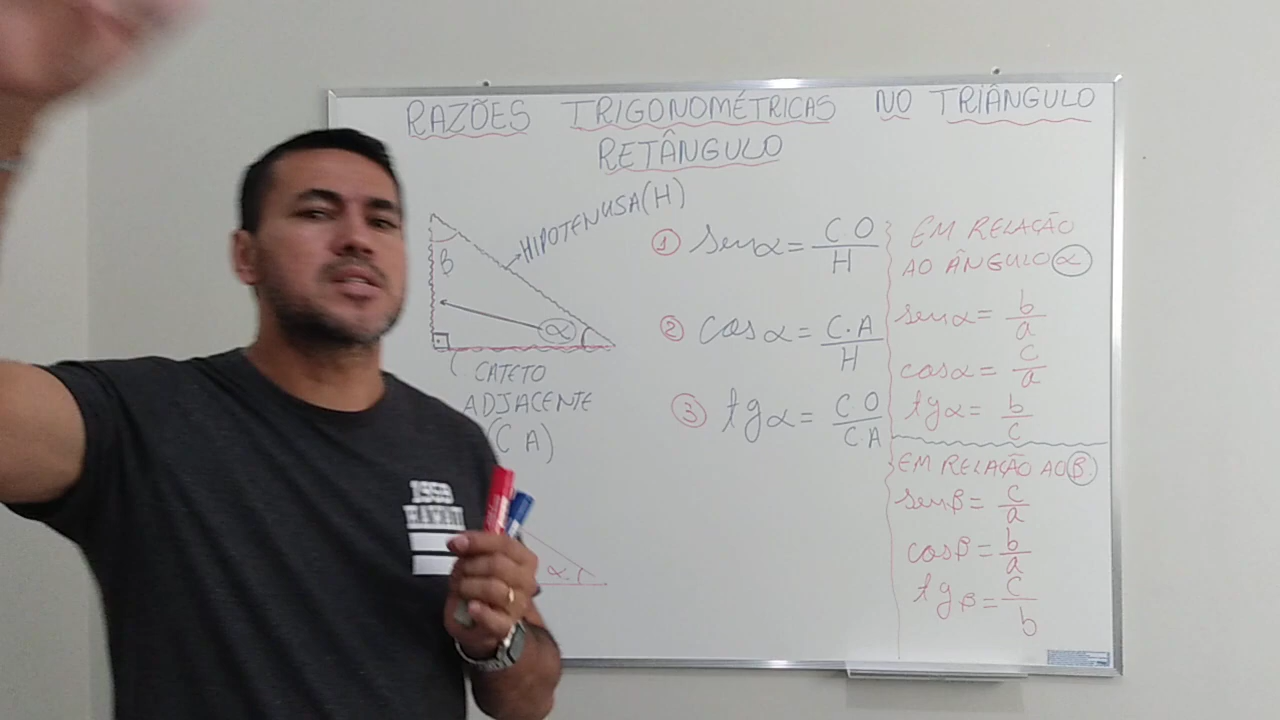 RAZÕES TRIGONOMÉTRICAS NO TRIÂNGULO
RETÂNGULO
HIPOTENUSA(H)
B
α
CATETO
ADJACENTE
(C A)
α
1 senα = C O / H
2 cosα = C.A / H
3 tgα = C O / C.A
EM RELAÇÃO
AO ÂNGULO α
senα = b/a
cosα = c/a
tgα = b/c
EM RELAÇÃO AO B
senβ = c/a
cosβ = b/a
tgβ = c/b
1959